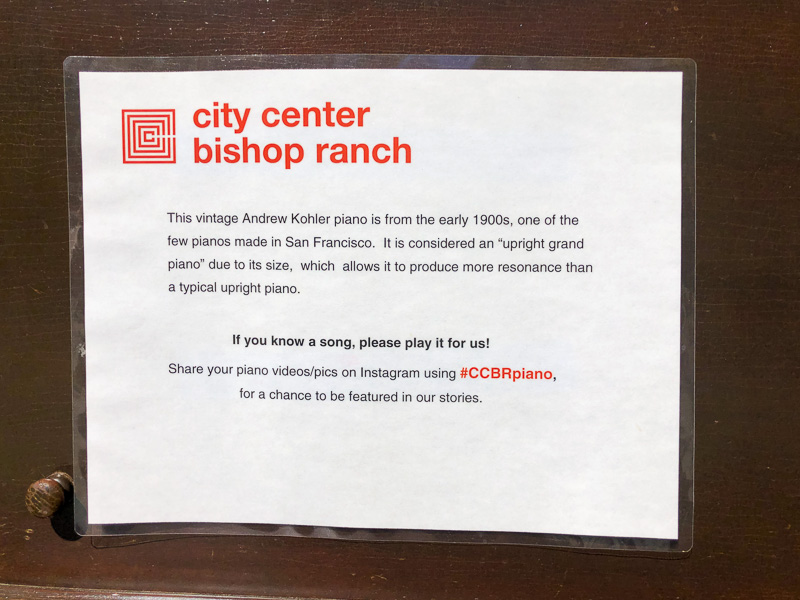 city center
bishop ranch
This vintage Andrew Kohler piano is from the early 1900s, one of the
few pianos made in San Francisco.  It is considered an “upright grand
piano” due to its size,  which  allows it to produce more resonance than
a typical upright piano.
If you know a song, please play it for us!
Share your piano videos/pics on Instagram using #CCBRpiano,
for a chance to be featured in our stories.